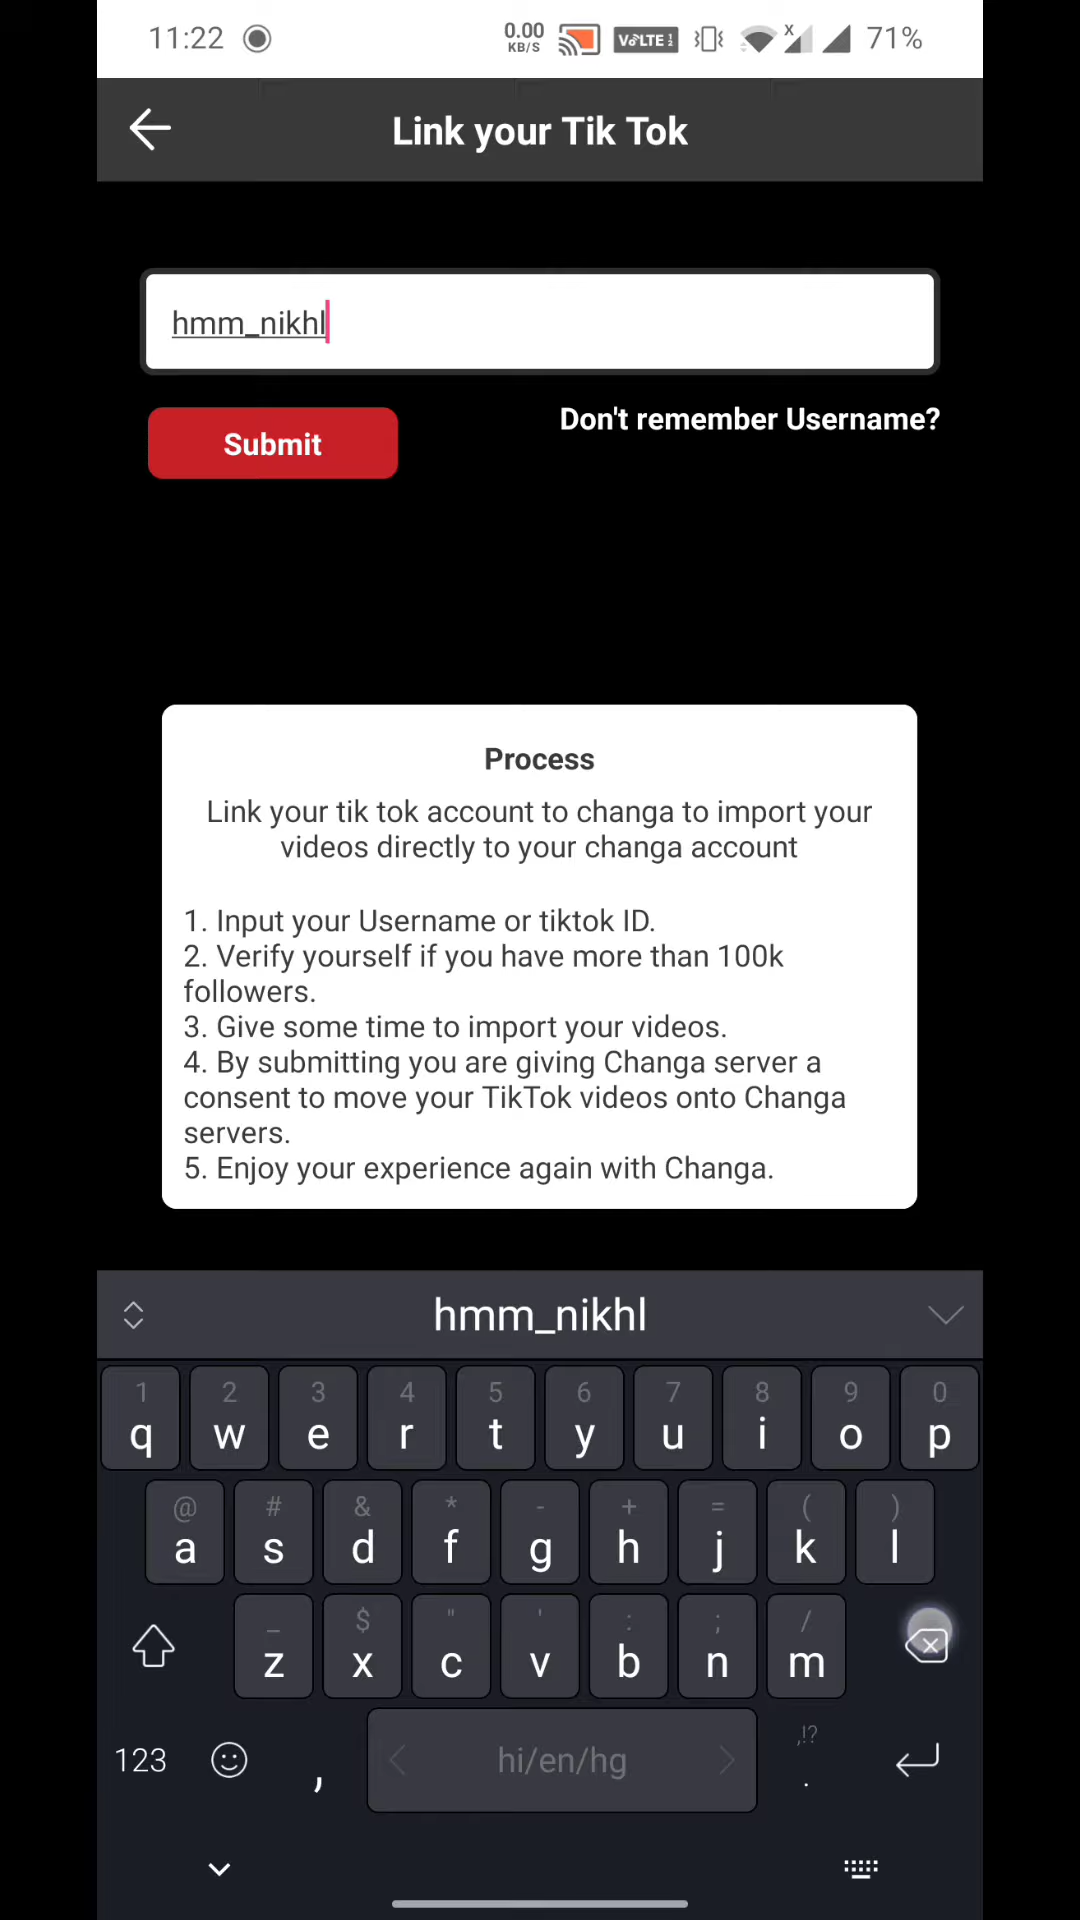 11:22 0.00 KB/S VoLTE 1 x 71%
Link your Tik Tok
hmm_nikhl
Submit
Don't remember Username?
Process
Link your tik tok account to changa to import your
videos directly to your changa account
1. Input your Username or tiktok ID.
2. Verify yourself if you have more than 100k
followers.
3. Give some time to import your videos.
4. By submitting you are giving Changa server a
consent to move your TikTok videos onto Changa
servers.
5. Enjoy your experience again with Changa.
hmm_nikhl
1 2 3 4 5 6 7 8 9 0
q w e r t y u i o p
@ # & * - + = ( )
a s d f g h j k l
_ $ " ' : ; /
z x c v b n m
123 , hi/en/hg ,!? .